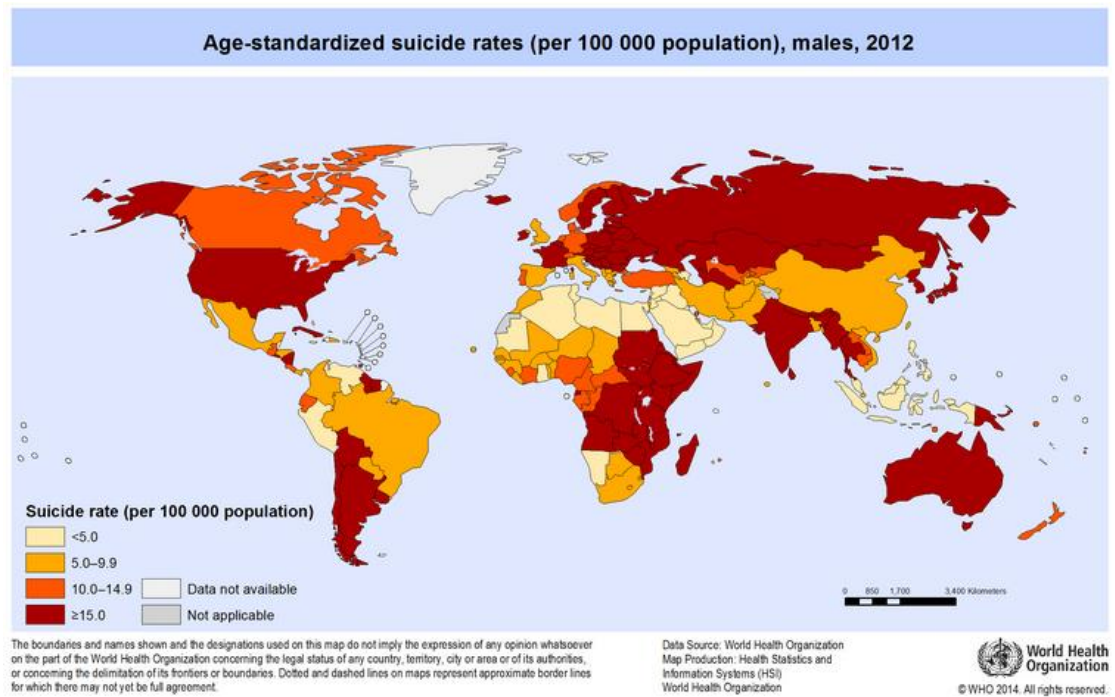 Age-standardized suicide rates (per 100 000 population), males, 2012
Suicide rate (per 100 000 population)
<5.0
5.0–9.9
10.0–14.9
≥15.0
Data not available
Not applicable
0 850 1,700 3,400 Kilometers
The boundaries and names shown and the designations used on this map do not imply the expression of any opinion whatsoever
on the part of the World Health Organization concerning the legal status of any country, territory, city or area or of its authorities,
or concerning the delimitation of its frontiers or boundaries. Dotted and dashed lines on maps represent approximate border lines
for which there may not yet be full agreement.
Data Source: World Health Organization
Map Production: Health Statistics and
Information Systems (HSI)
World Health Organization
World Health
Organization
© WHO 2014. All rights reserved.